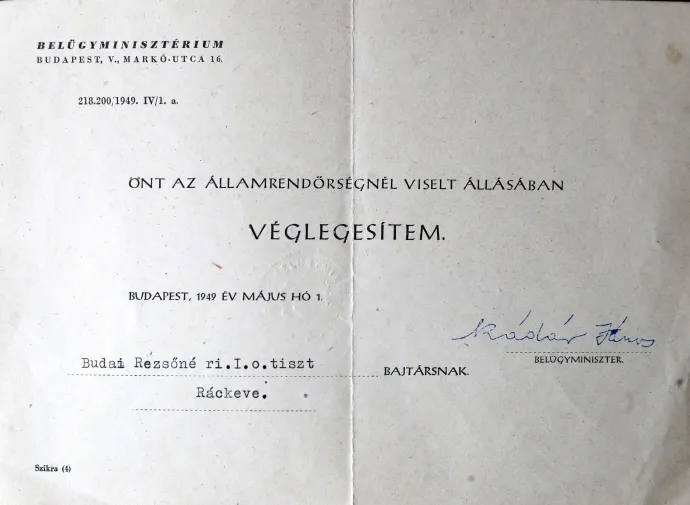 BELÜGYMINISZTÉRIUM
BUDAPEST, V., MARKÓ-UTCA 16.
218.200/1949. IV/1. a.
ÖNT AZ ÁLLAMRENDŐRSÉGNÉL VISELT ÁLLÁSÁBAN
VÉGLEGESÍTEM.
BUDAPEST, 1949 ÉV MÁJUS HÓ 1.
Kádár János
BELÜGYMINISZTER.
Budai Rezsőné ri.I.o.tiszt BAJTÁRSNAK.
Ráckeve.
Szikra (4)